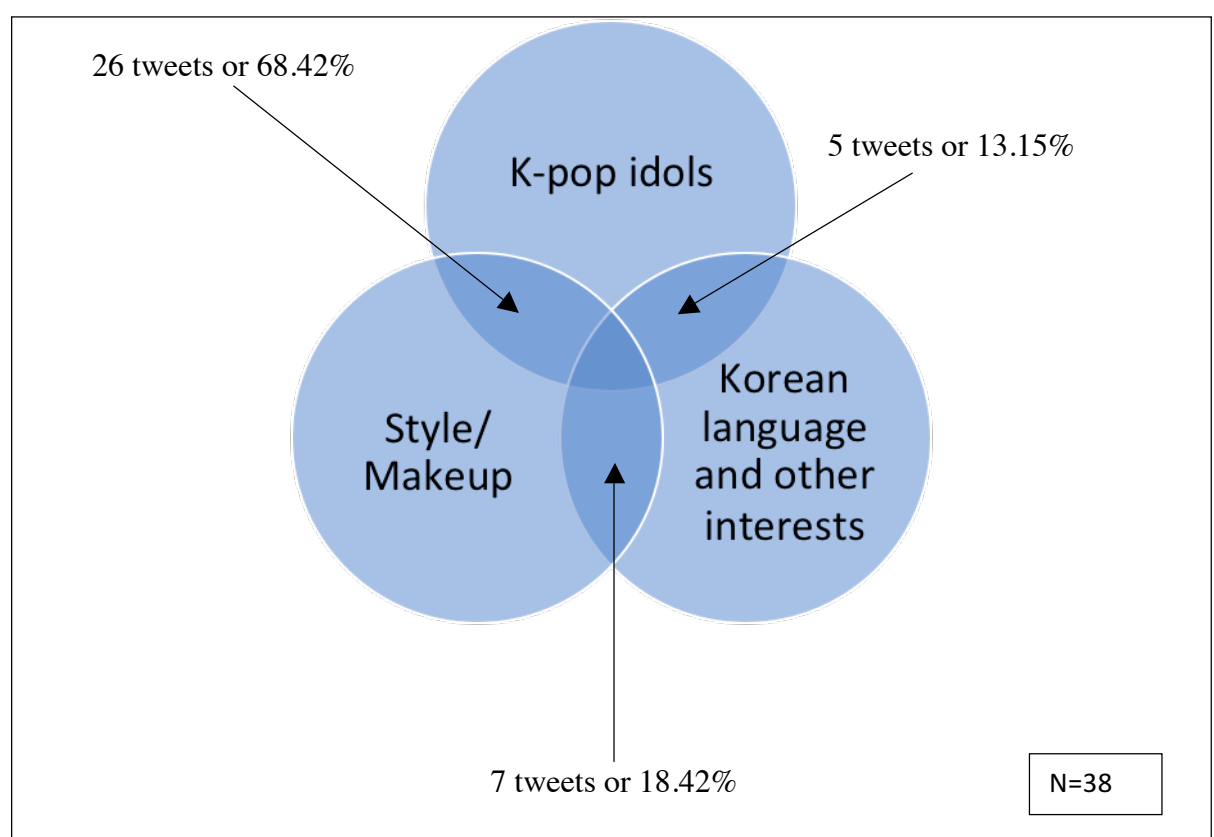 26 tweets or 68.42%
5 tweets or 13.15%
K-pop idols
Style/
Makeup
Korean
language
and other
interests
7 tweets or 18.42%
N=38